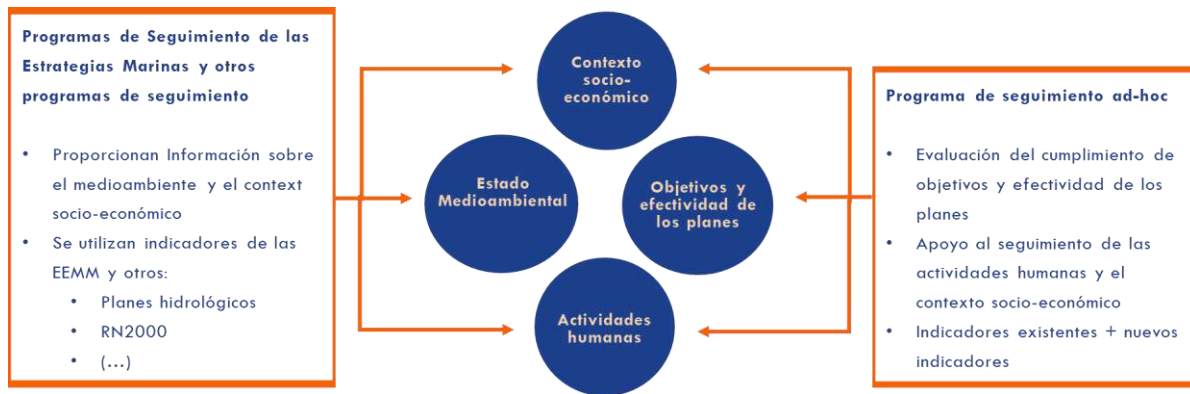 Programas de Seguimiento de las
Estrategias Marinas y otros
programas de seguimiento
• Proporcionan Información sobre
el medioambiente y el context
socio-económico
• Se utilizan indicadores de las
EEMM y otros:
• Planes hidrológicos
• RN2000
• (...)
Contexto
socio-
económico
Estado
Medioambiental
Objetivos y
efectividad de
los planes
Actividades
humanas
Programa de seguimiento ad-hoc
• Evaluación del cumplimiento de
objetivos y efectividad de los
planes
• Apoyo al seguimiento de las
actividades humanas y el
contexto socio-económico
• Indicadores existentes + nuevos
indicadores